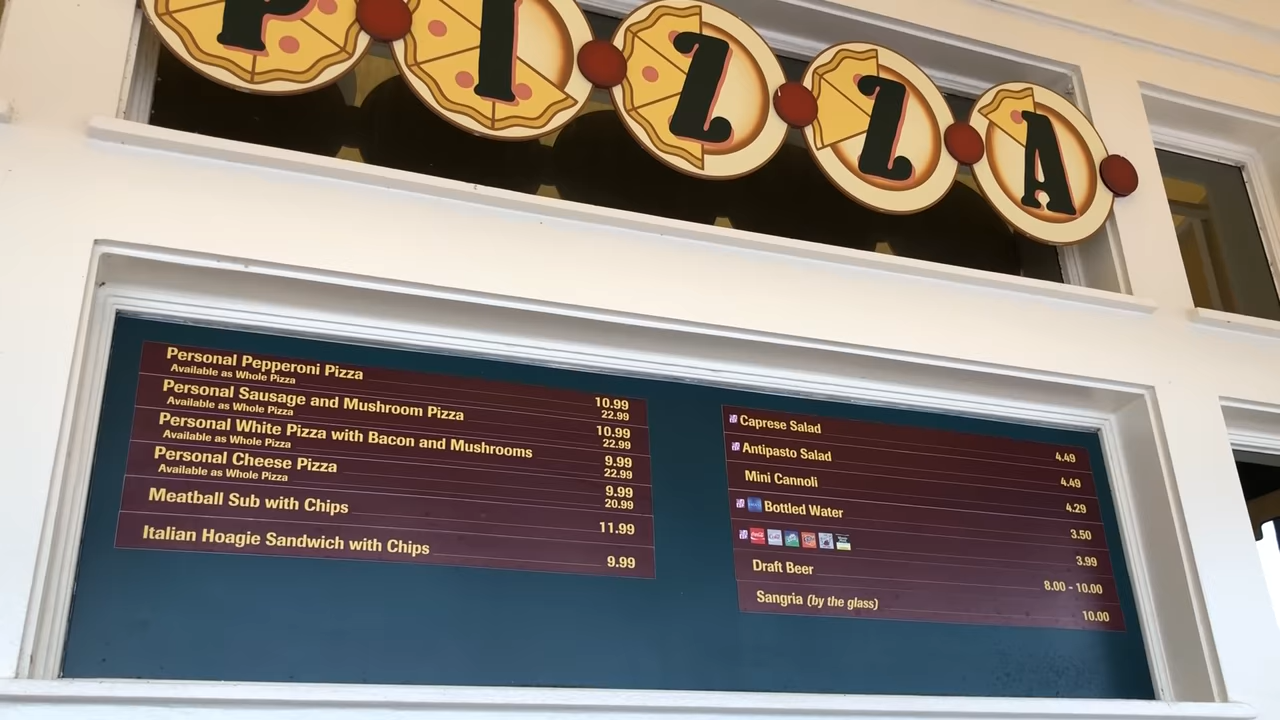 PIZZA
Personal Pepperoni Pizza 10.99
Available as Whole Pizza 22.99
Personal Sausage and Mushroom Pizza 10.99
Available as Whole Pizza 22.99
Personal White Pizza with Bacon and Mushrooms 9.99
Available as Whole Pizza 22.99
Personal Cheese Pizza 9.99
Available as Whole Pizza 20.99
Meatball Sub with Chips 11.99
Italian Hoagie Sandwich with Chips 9.99
Caprese Salad 4.49
Antipasto Salad 4.49
Mini Cannoli 4.29
Bottled Water 3.50
3.99
Draft Beer 8.00 - 10.00
Sangria (by the glass) 10.00